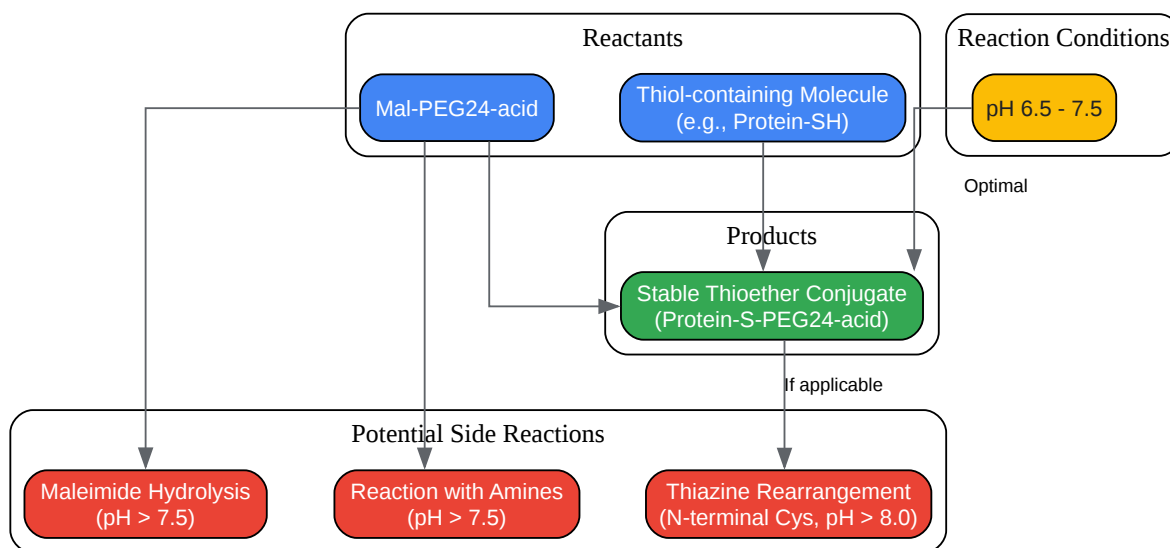 Reactants
Reaction Conditions
Mal-PEG24-acid
Thiol-containing Molecule
(e.g., Protein-SH)
pH 6.5 - 7.5
Optimal
Products
Stable Thioether Conjugate
(Protein-S-PEG24-acid)
If applicable
Potential Side Reactions
Maleimide Hydrolysis
(pH > 7.5)
Reaction with Amines
(pH > 7.5)
Thiazine Rearrangement
(N-terminal Cys, pH > 8.0)